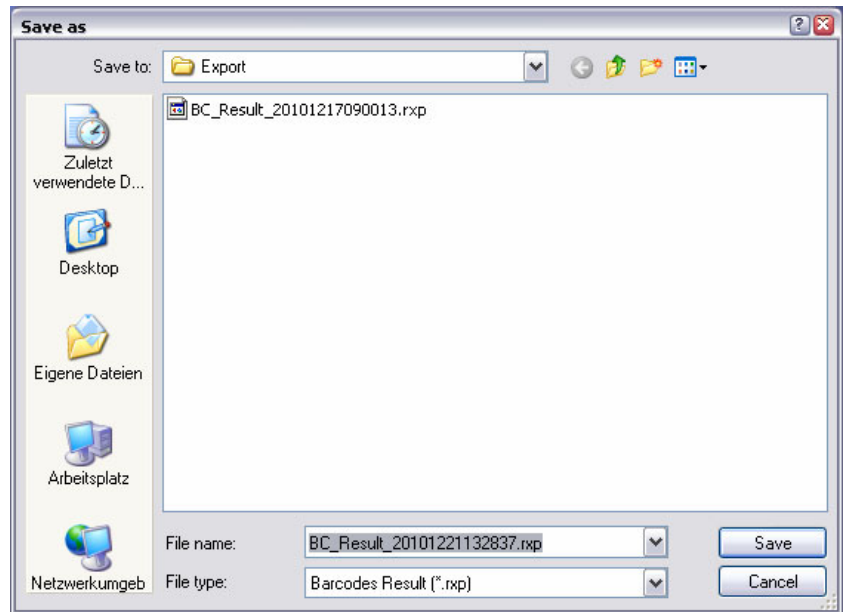 Save as
Save to:
Export
BC_Result_20101217090013.rxp
Zuletzt
verwendete D...
Desktop
Eigene Dateien
Arbeitsplatz
Netzwerkumgeb
File name:
BC_Result_20101221132837.rxp
Save
File type:
Barcodes Result (*.rxp)
Cancel